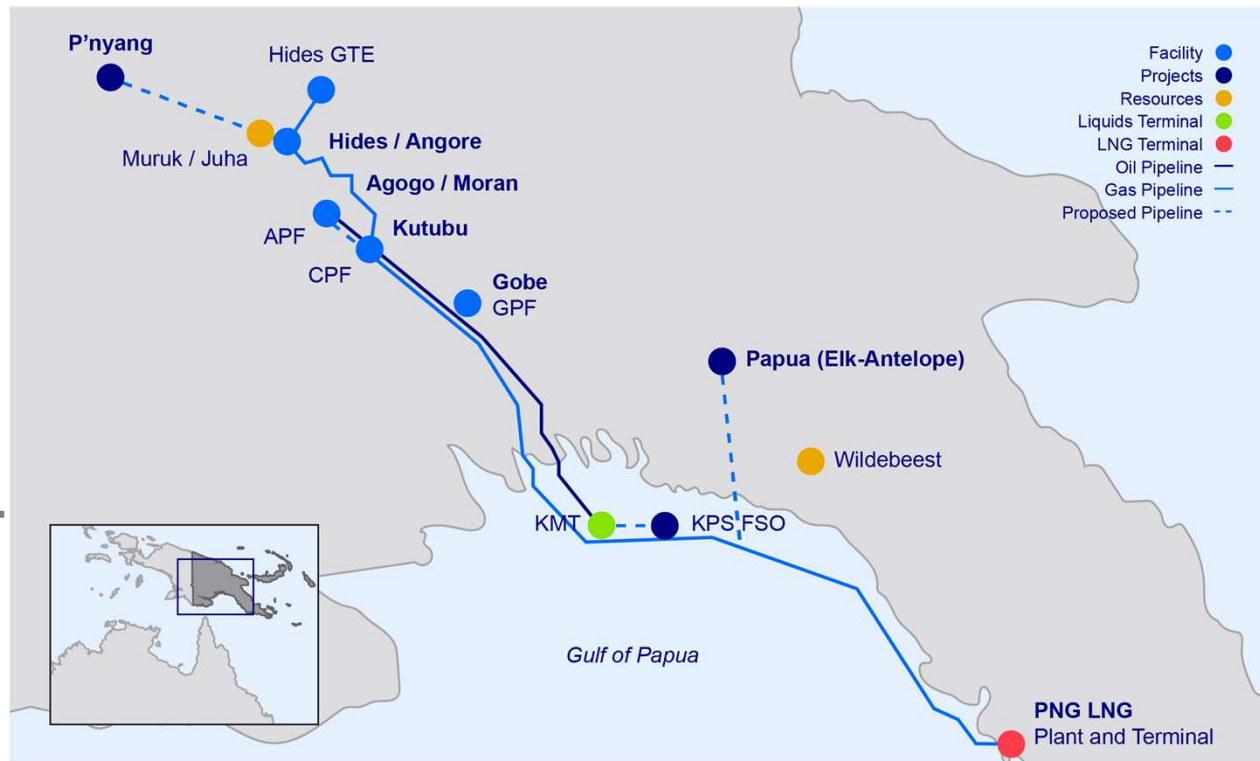 P'nyang
Hides GTE
Muruk / Juha
Hides / Angore
Agogo / Moran
APF
Kutubu
CPF
Gobe
GPF
Papua (Elk-Antelope)
Wildebeest
KMT
KPS FSO
Gulf of Papua
PNG LNG
Plant and Terminal
Facility
Projects
Resources
Liquids Terminal
LNG Terminal
Oil Pipeline
Gas Pipeline
Proposed Pipeline